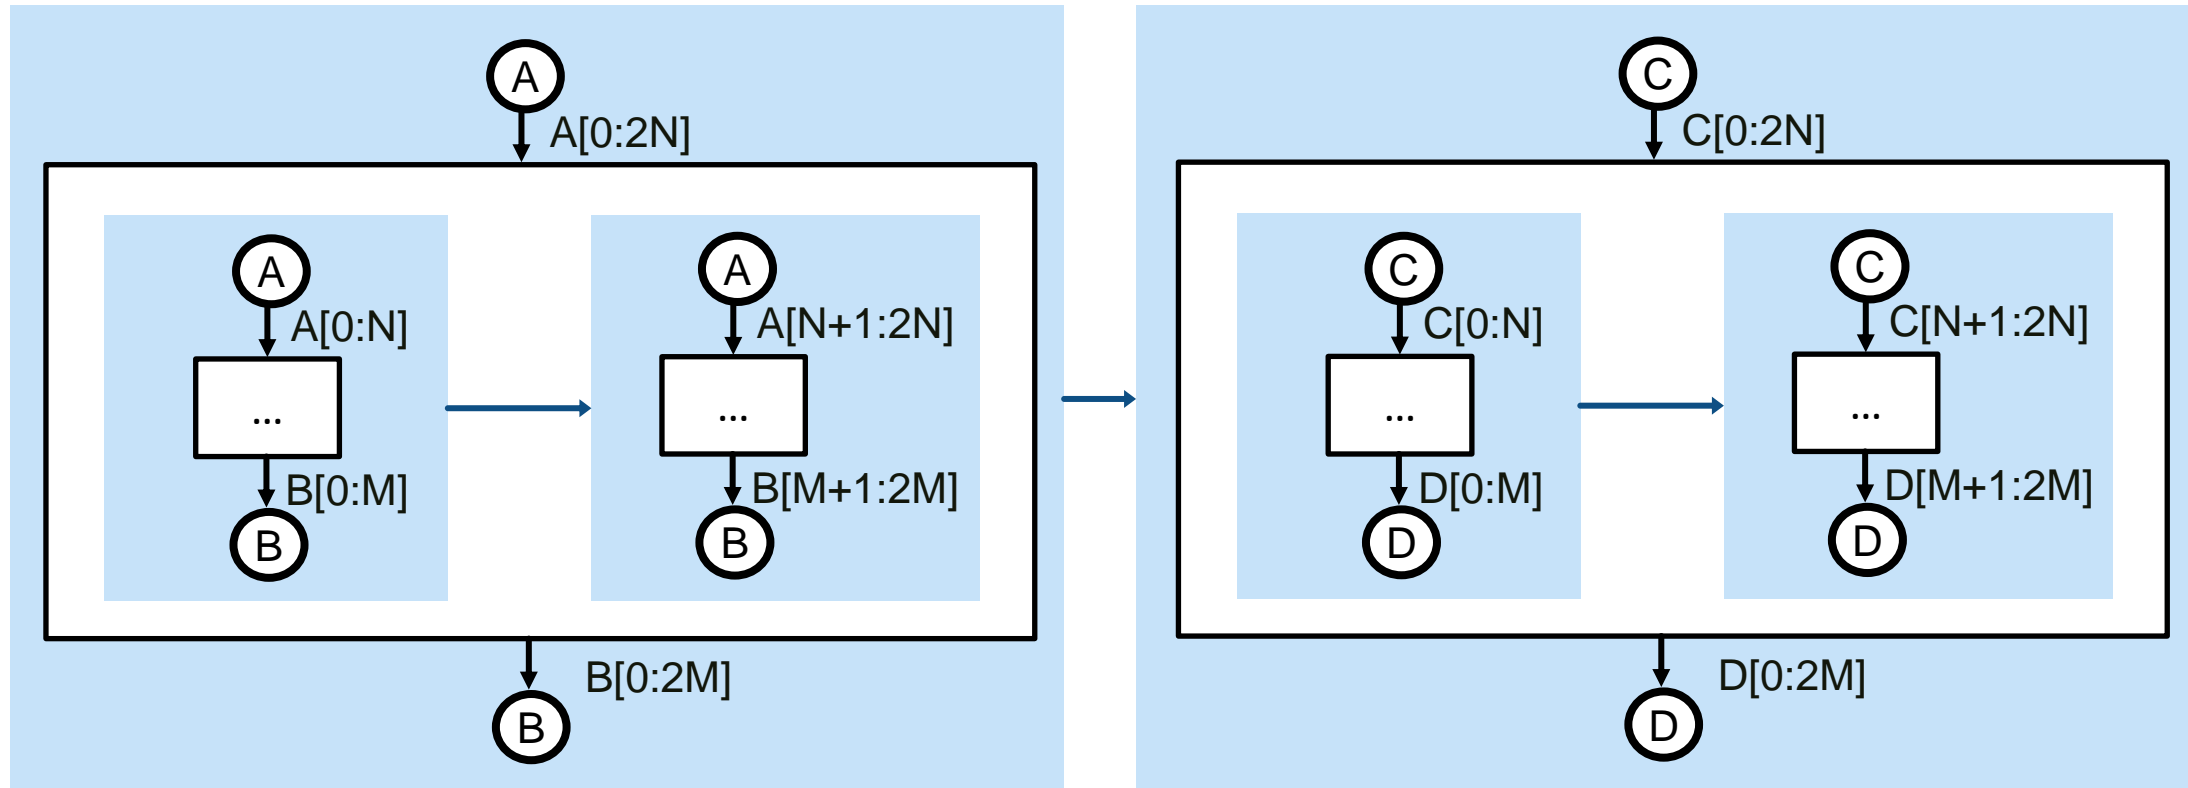 A
A[0:2N]
A
A[0:N]
...
B[0:M]
B
A
A[N+1:2N]
...
B[M+1:2M]
B
B[0:2M]
B
C
C[0:2N]
C
C[0:N]
...
D[0:M]
D
C
C[N+1:2N]
...
D[M+1:2M]
D
D[0:2M]
D